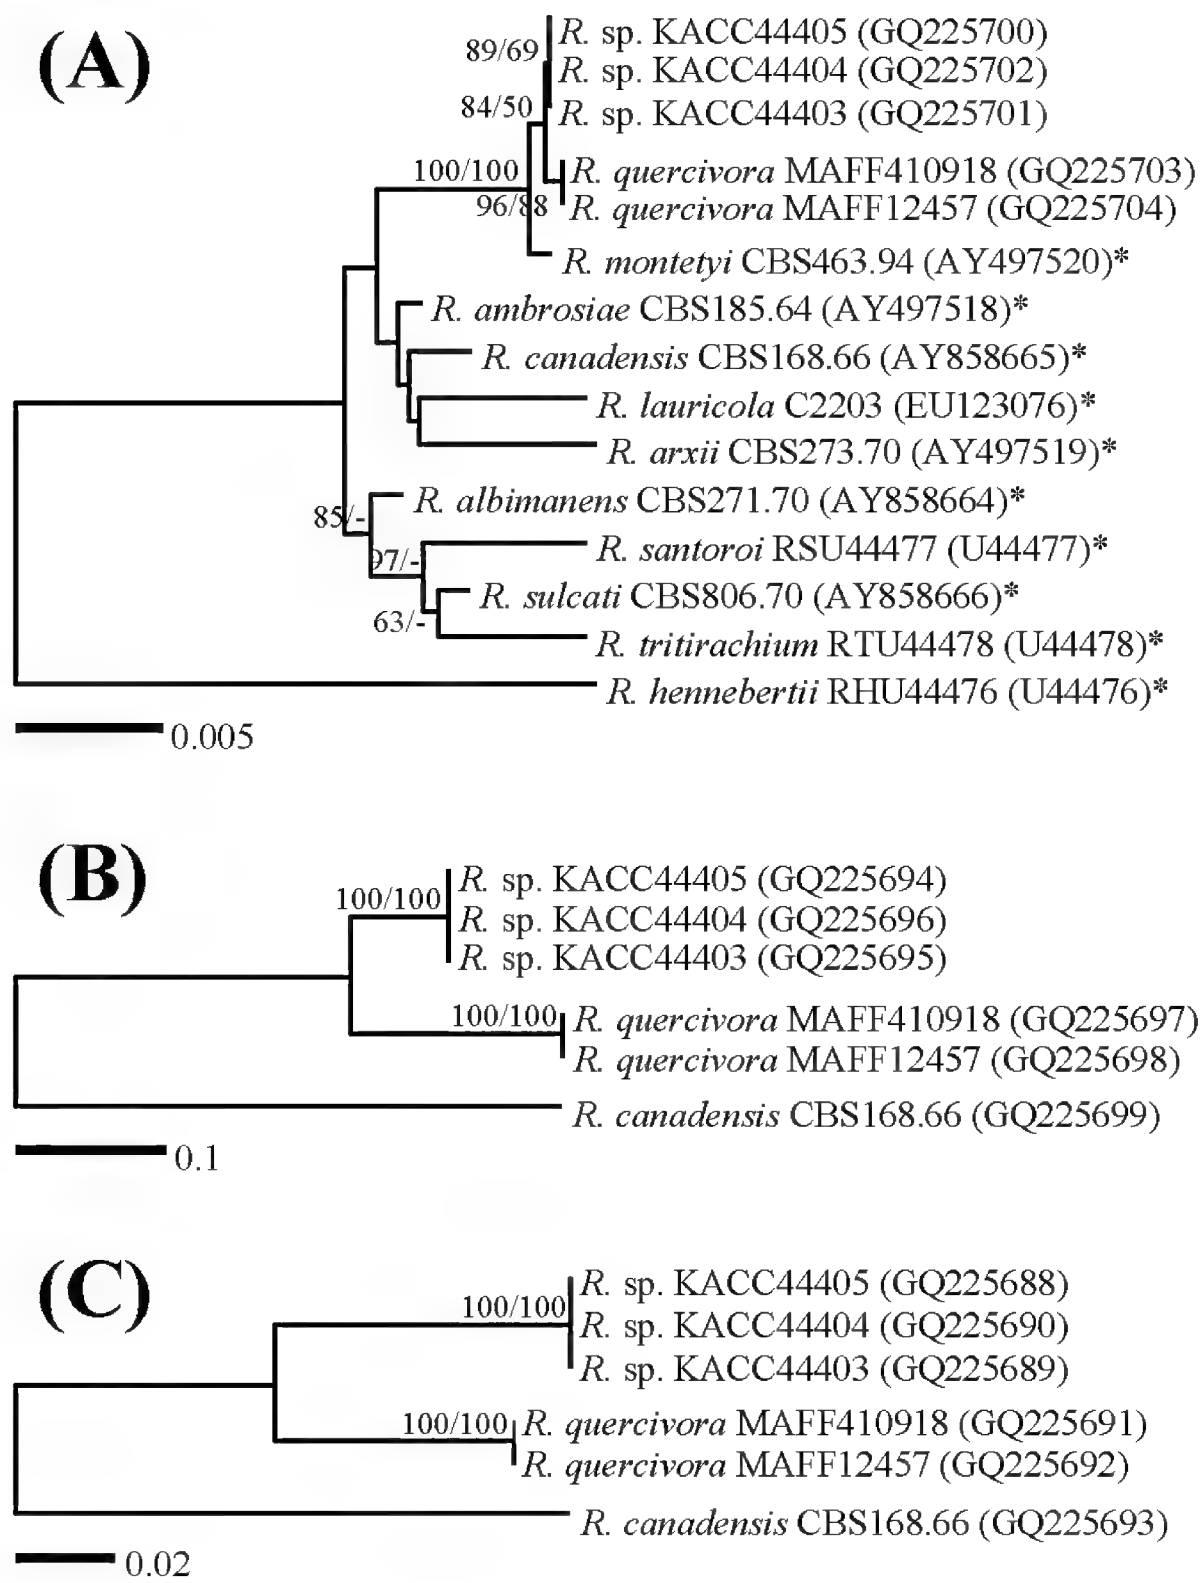 (A)
R. sp. KACC44405 (GQ225700)
89/69
R. sp. KACC44404 (GQ225702)
84/50
R. sp. KACC44403 (GQ225701)
100/100
R. quercivora MAFF410918 (GQ225703)
96/88
R. quercivora MAFF12457 (GQ225704)
R. montetyi CBS463.94 (AY497520)*
R. ambrosiae CBS185.64 (AY497518)*
R. canadensis CBS168.66 (AY858665)*
R. lauricola C2203 (EU123076)*
R. arxii CBS273.70 (AY497519)*
R. albimanens CBS271.70 (AY858664)*
85/-
R. santoroi RSU44477 (U44477)*
97/-
R. sulcati CBS806.70 (AY858666)*
63/-
R. tritirachium RTU44478 (U44478)*
R. hennebertii RHU44476 (U44476)*
0.005
(B)
R. sp. KACC44405 (GQ225694)
100/100
R. sp. KACC44404 (GQ225696)
R. sp. KACC44403 (GQ225695)
100/100
R. quercivora MAFF410918 (GQ225697)
R. quercivora MAFF12457 (GQ225698)
R. canadensis CBS168.66 (GQ225699)
0.1
(C)
R. sp. KACC44405 (GQ225688)
100/100
R. sp. KACC44404 (GQ225690)
R. sp. KACC44403 (GQ225689)
100/100
R. quercivora MAFF410918 (GQ225691)
R. quercivora MAFF12457 (GQ225692)
R. canadensis CBS168.66 (GQ225693)
0.02